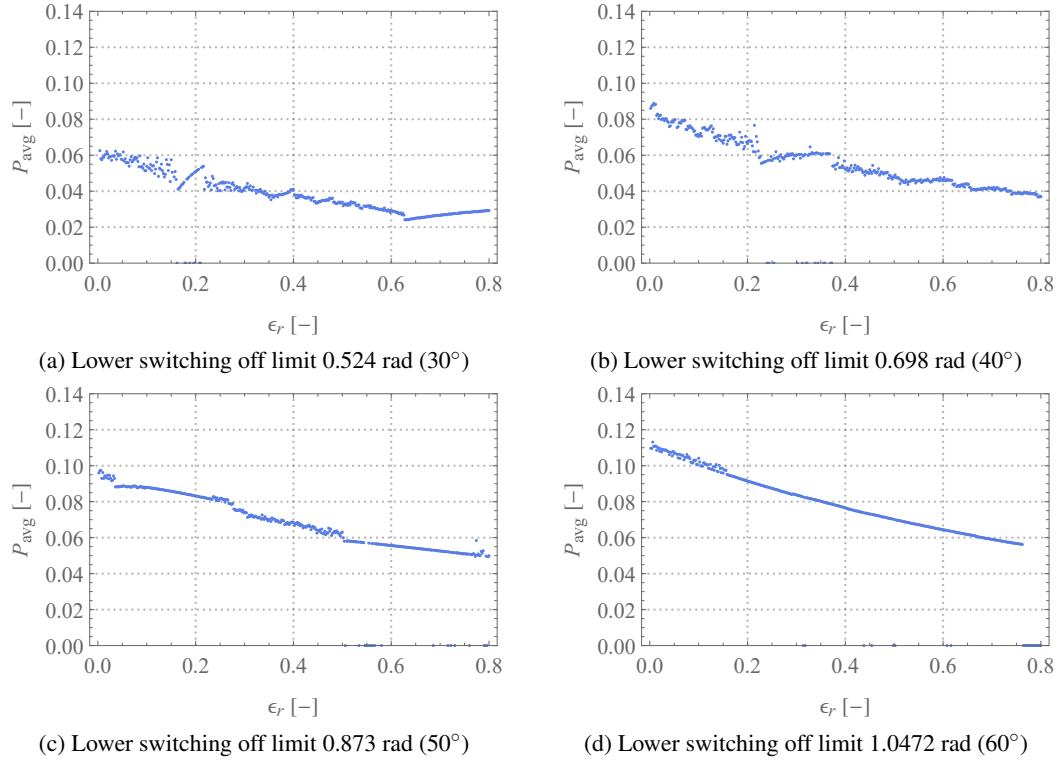 0.14 0.14
0.12 0.12
0.10 0.10
0.08 0.08
0.06 0.06
0.04 0.04
0.02 0.02
0.00 0.00
P_avg [−] P_avg [−]
0.0 0.2 0.4 0.6 0.8 0.0 0.2 0.4 0.6 0.8
ϵ_r [−] ϵ_r [−]
(a) Lower switching off limit 0.524 rad (30°) (b) Lower switching off limit 0.698 rad (40°)
0.14 0.14
0.12 0.12
0.10 0.10
0.08 0.08
0.06 0.06
0.04 0.04
0.02 0.02
0.00 0.00
P_avg [−] P_avg [−]
0.0 0.2 0.4 0.6 0.8 0.0 0.2 0.4 0.6 0.8
ϵ_r [−] ϵ_r [−]
(c) Lower switching off limit 0.873 rad (50°) (d) Lower switching off limit 1.0472 rad (60°)